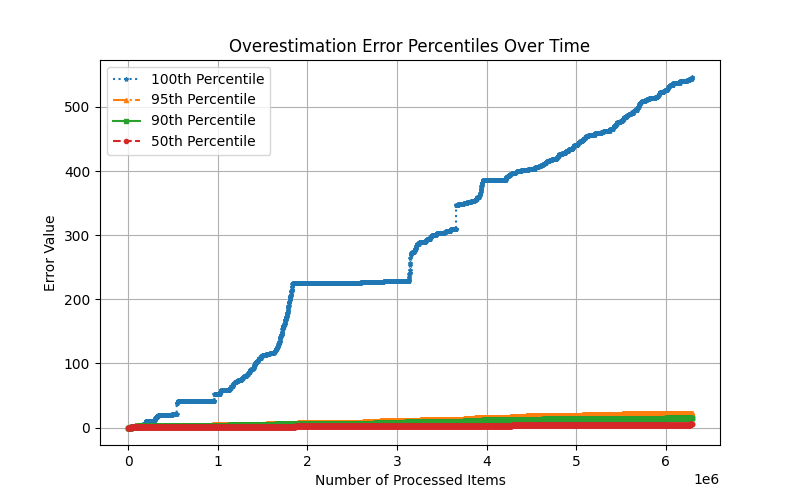 Overestimation Error Percentiles Over Time
100th Percentile
95th Percentile
90th Percentile
50th Percentile
Error Value
500
400
300
200
100
0
0 1 2 3 4 5 6
1e6
Number of Processed Items